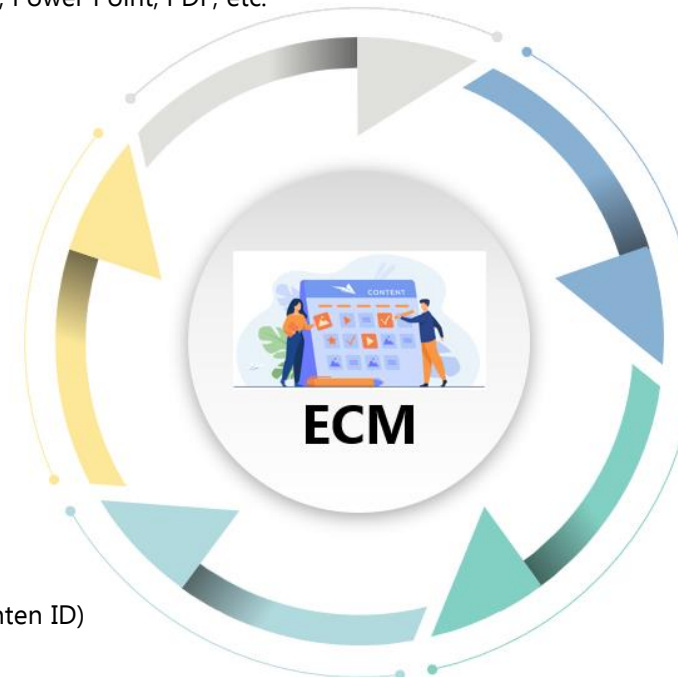 , Power Point, PDF, etc.
CONTENT
ECM
nten ID)